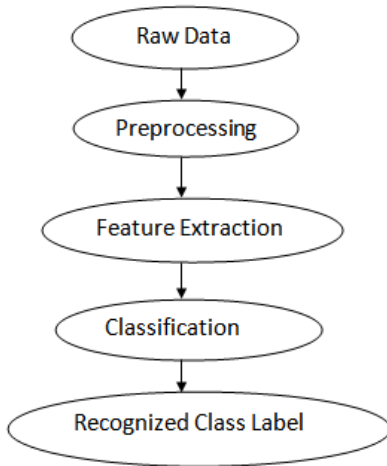 Raw Data
Preprocessing
Feature Extraction
Classification
Recognized Class Label